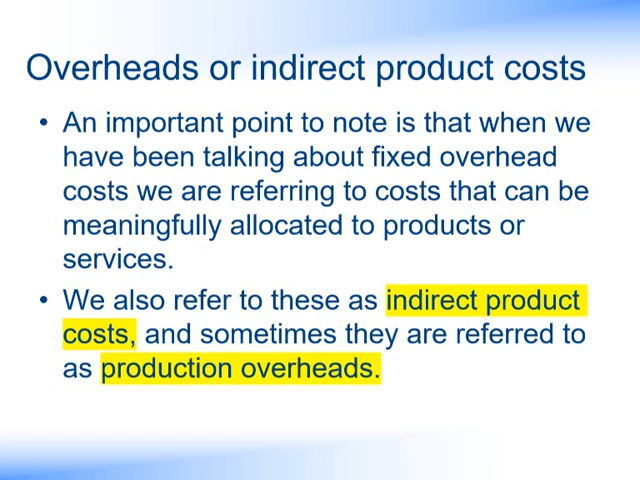 Overheads or indirect product costs
• An important point to note is that when we
have been talking about fixed overhead
costs we are referring to costs that can be
meaningfully allocated to products or
services.
• We also refer to these as indirect product
costs, and sometimes they are referred to
as production overheads.